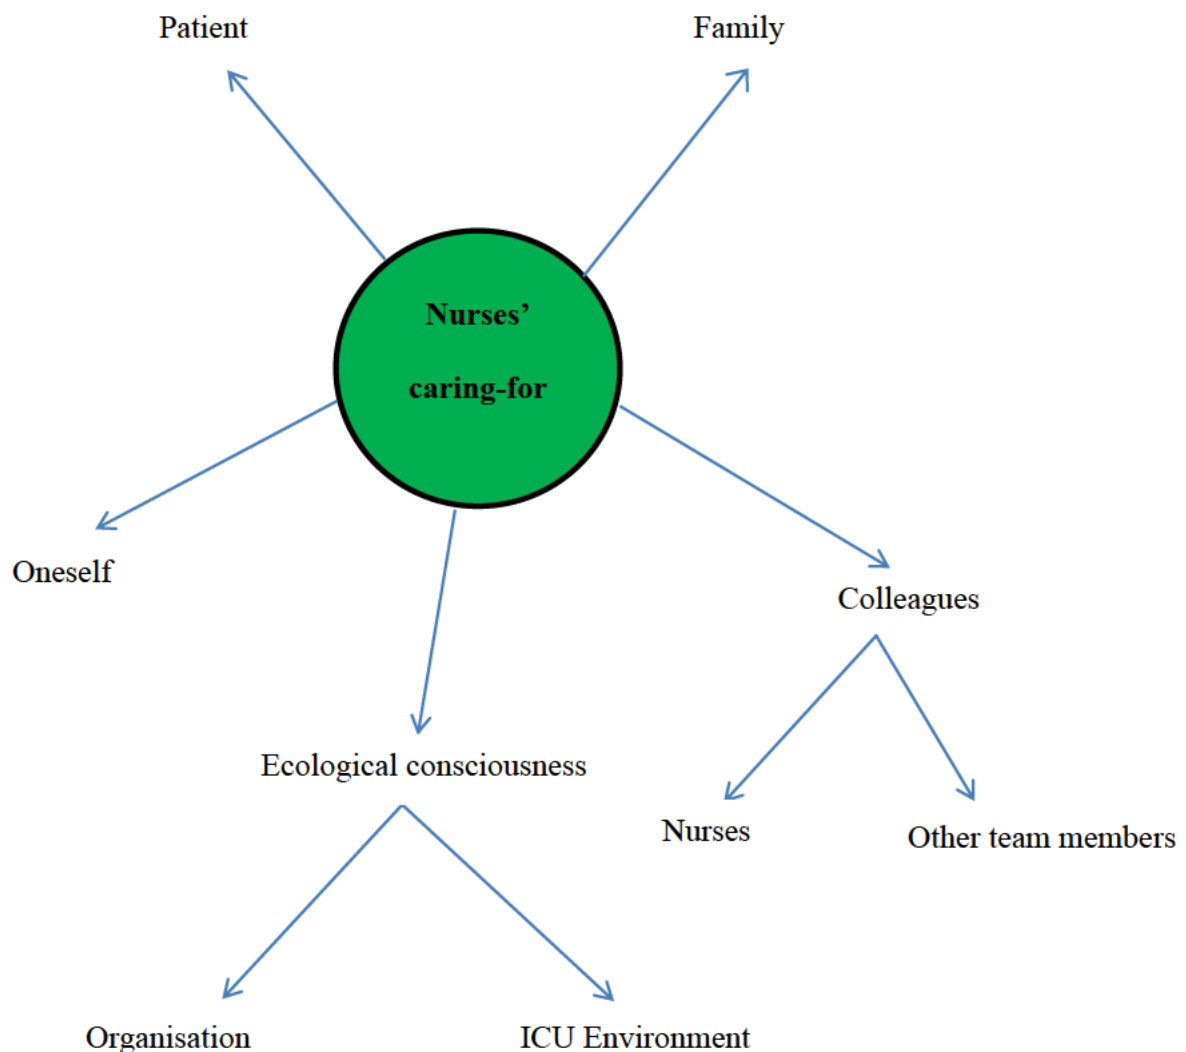 Patient
Family
Nurses’
caring-for
Oneself
Colleagues
Ecological consciousness
Nurses
Other team members
Organisation
ICU Environment